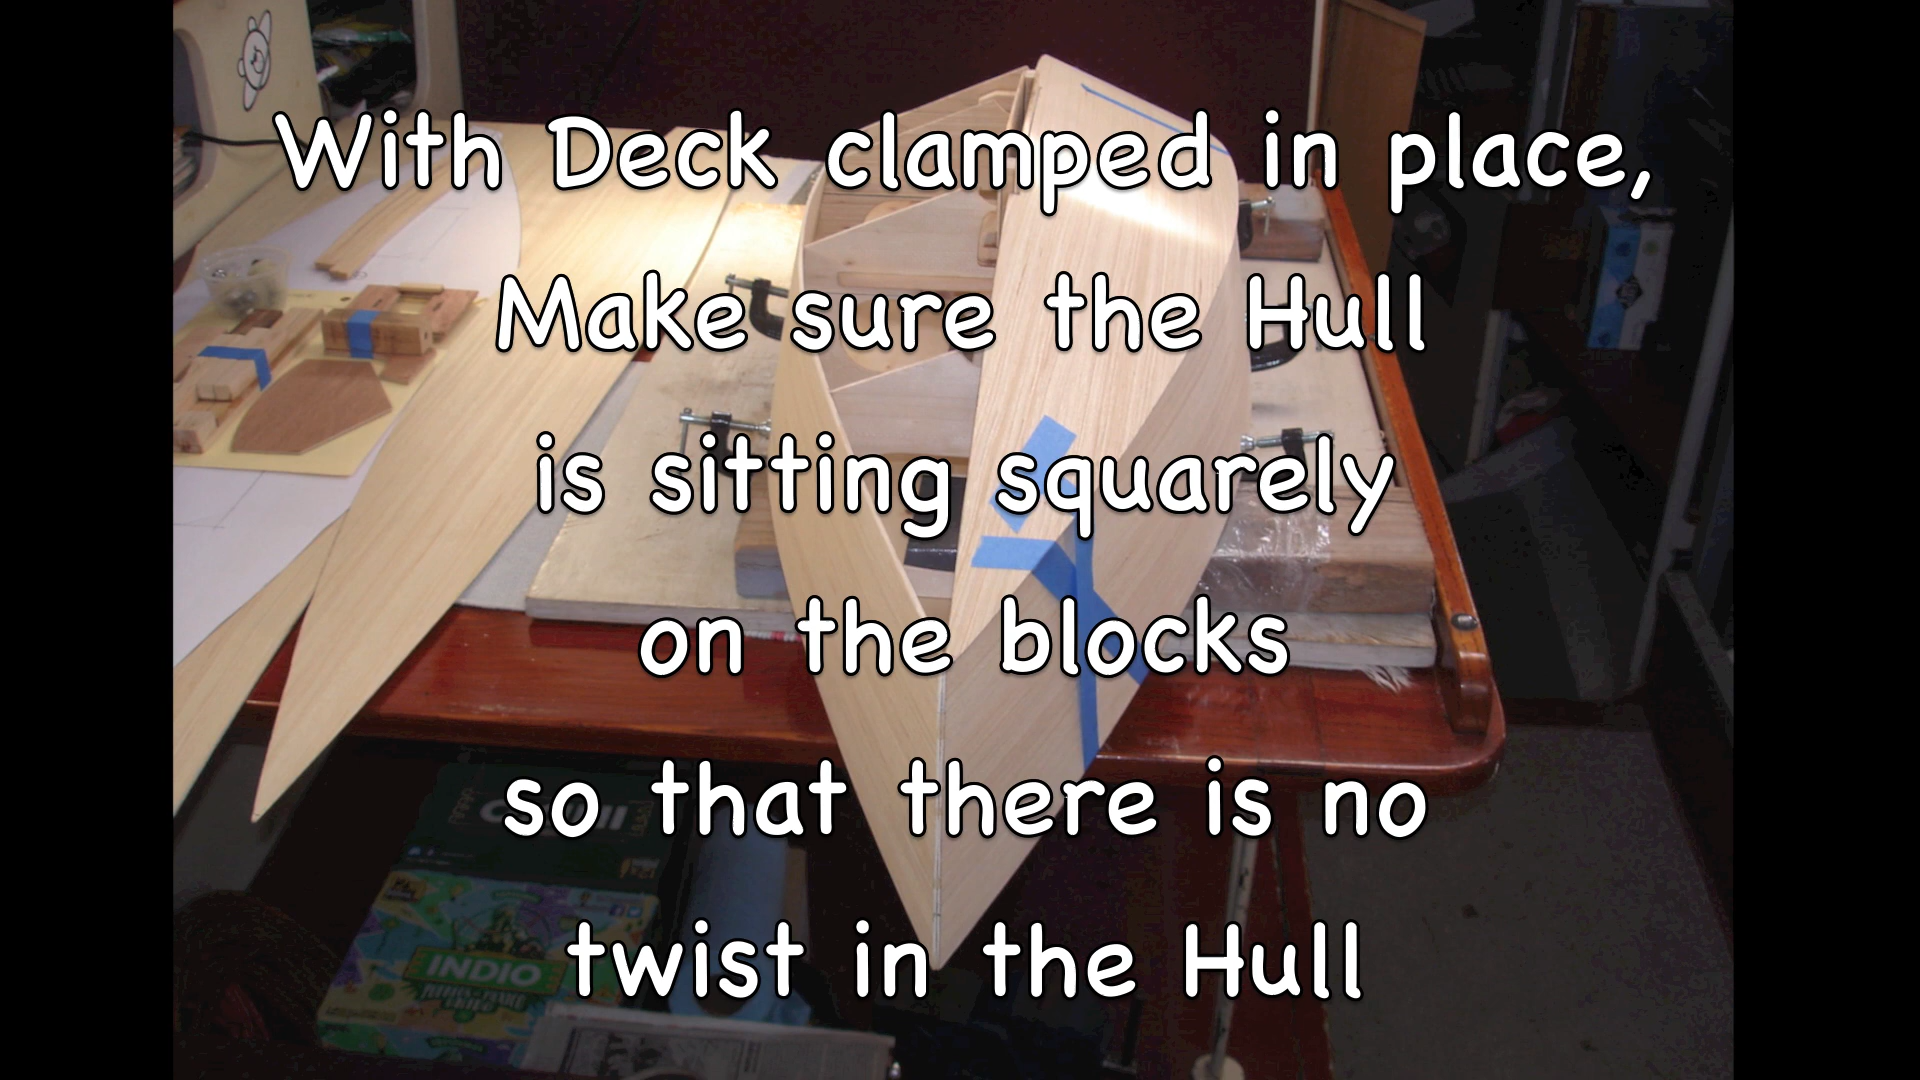 With Deck clamped in place,
Make sure the Hull
is sitting squarely
on the blocks
so that there is no
twist in the Hull
INDIO